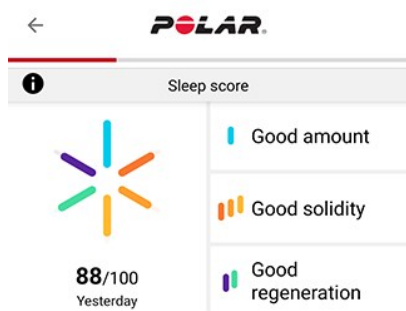 POLAR.
Sleep score
Good amount
Good solidity
Good
regeneration
88/100
Yesterday